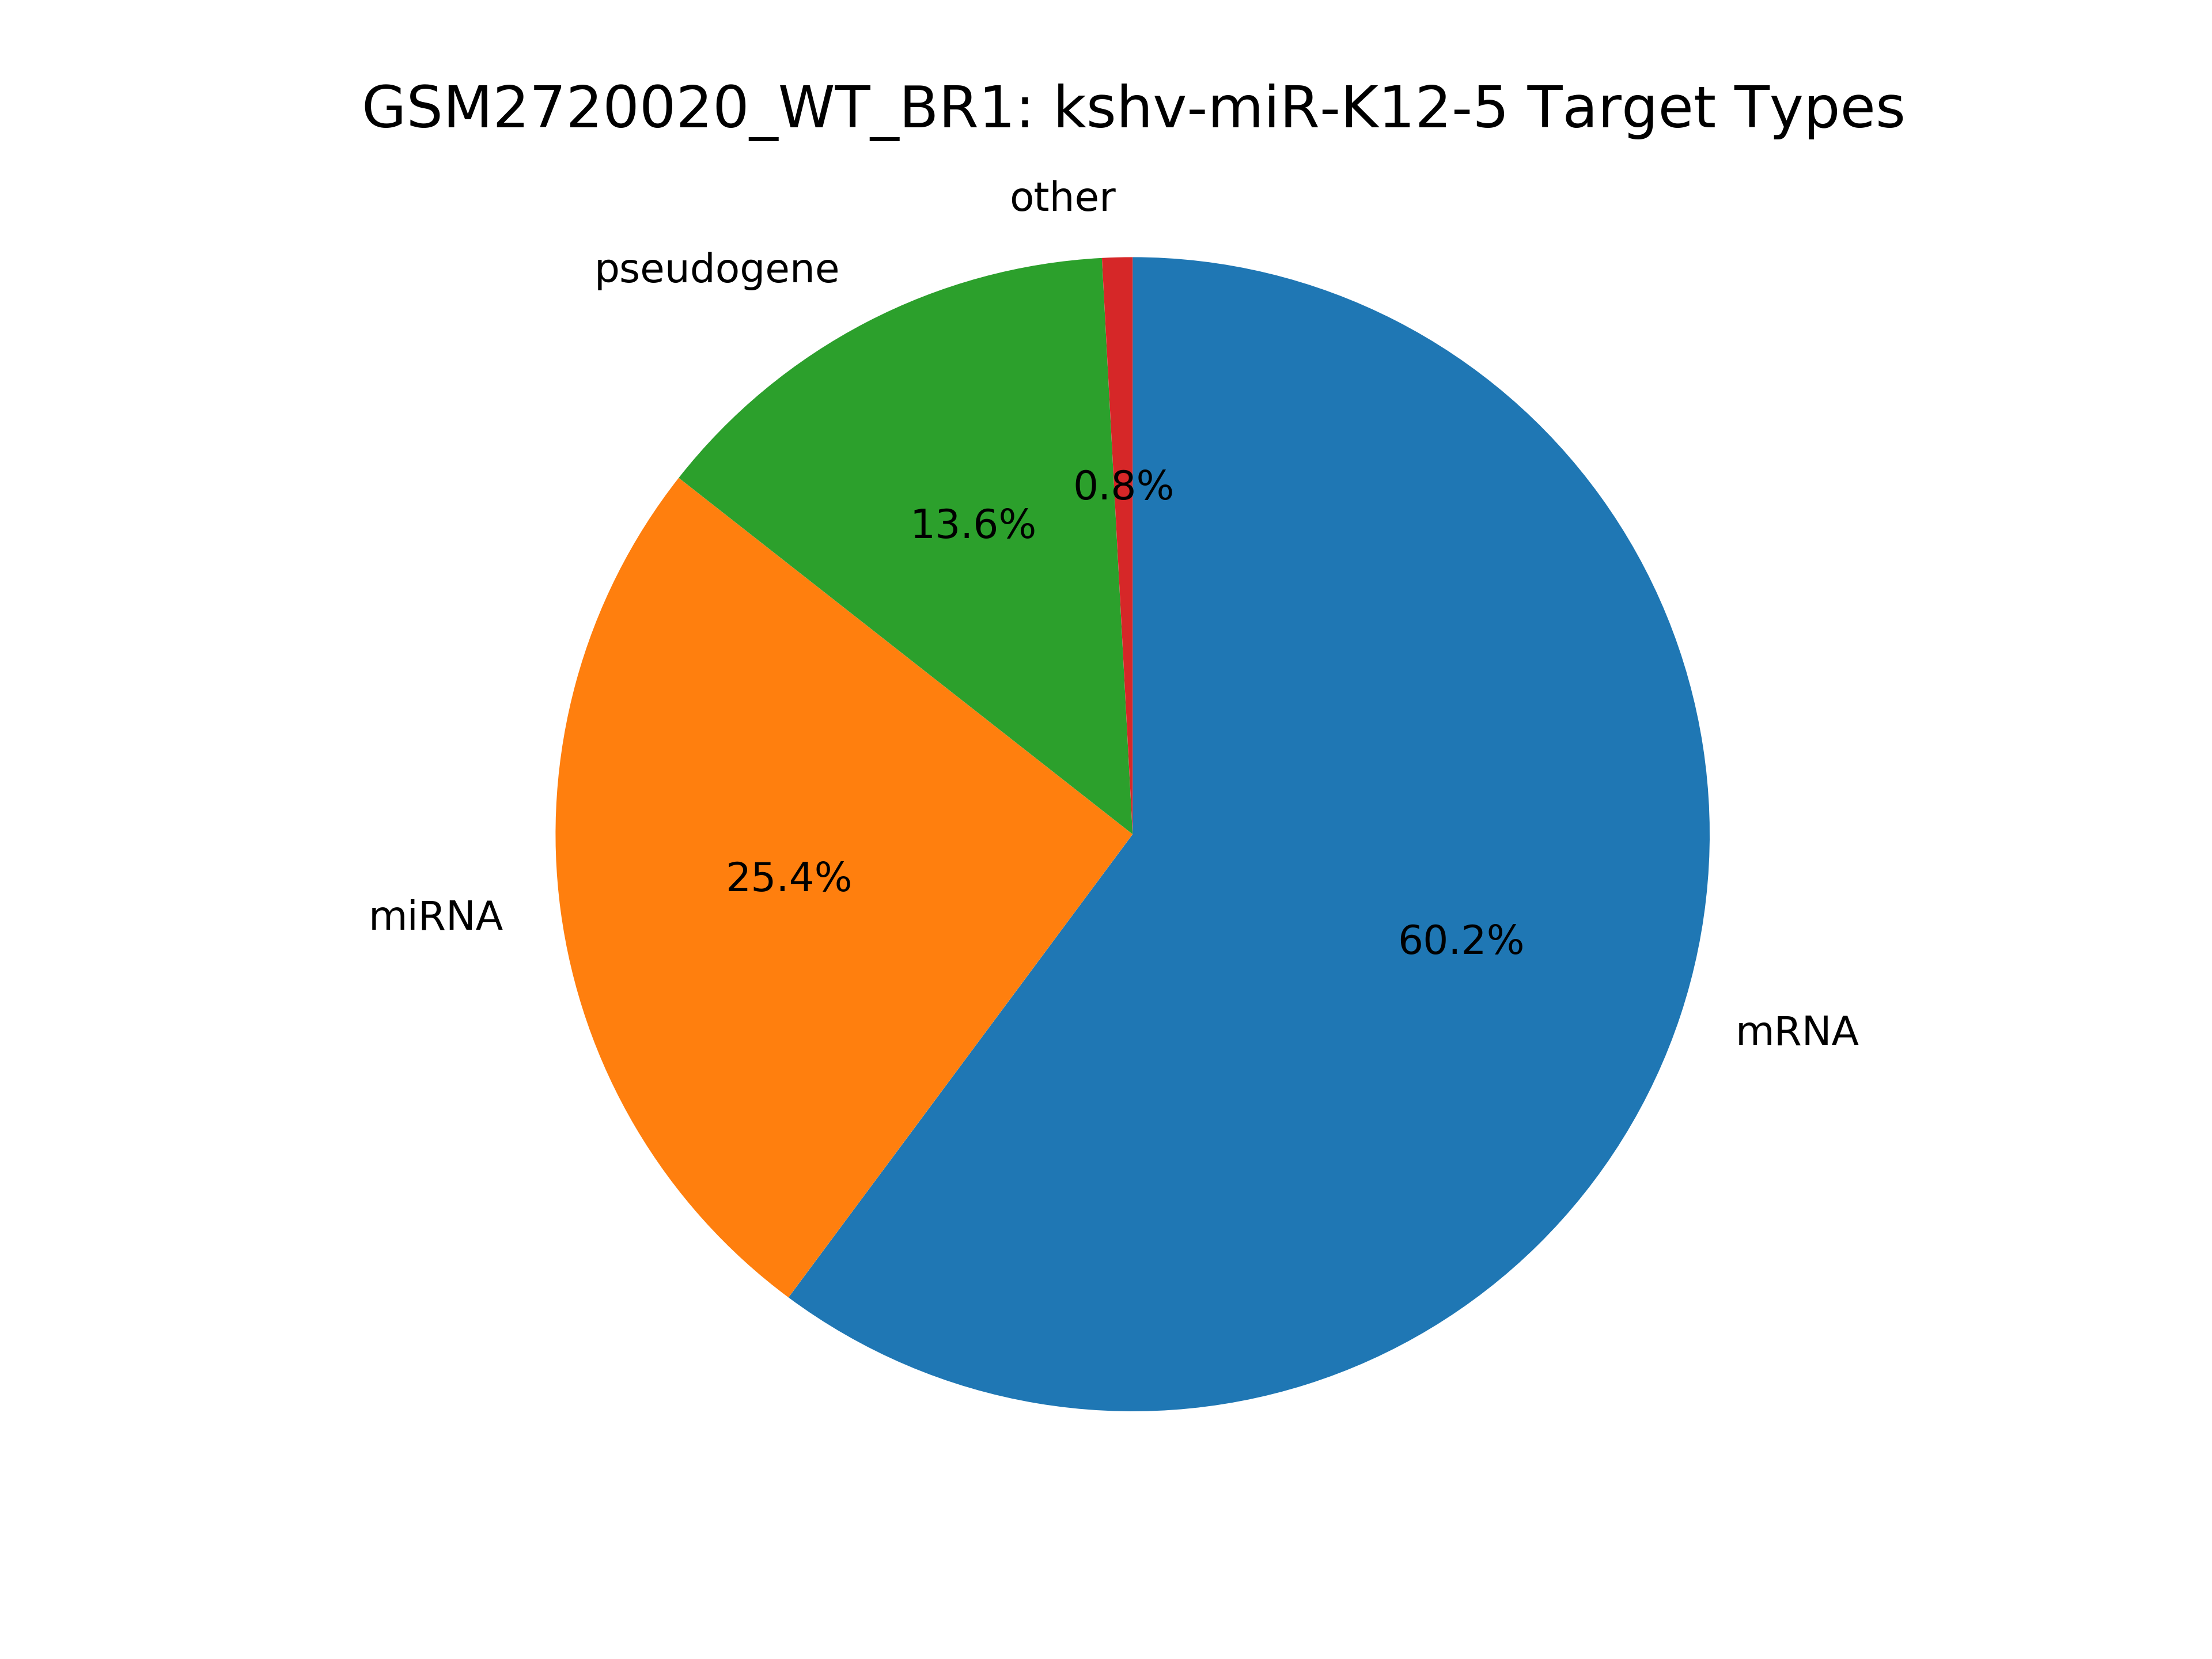 GSM2720020_WT_BR1: kshv-miR-K12-5 Target Types
other
pseudogene
0.8%
13.6%
25.4%
miRNA
60.2%
mRNA